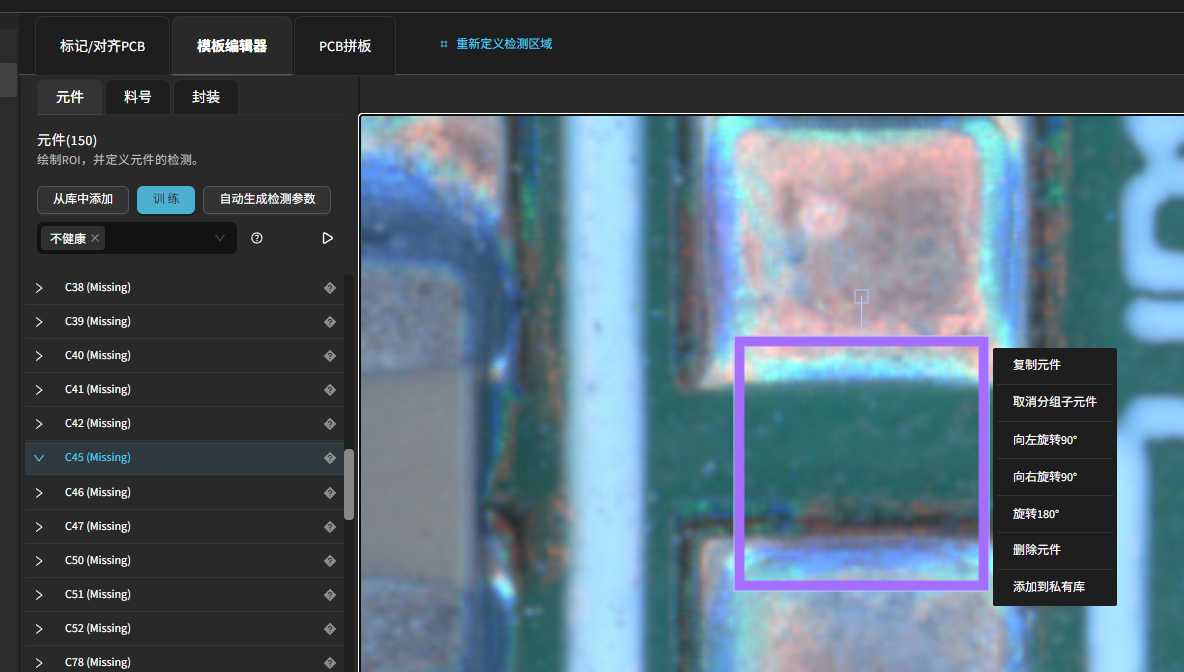 标记/对齐PCB
模板编辑器
PCB拼板
重新定义检测区域
元件
料号
封装
元件(150)
绘制ROI，并定义元件的检测。
从库中添加
训 练
自动生成检测参数
不健康
C38 (Missing)
C39 (Missing)
C40 (Missing)
C41 (Missing)
C42 (Missing)
C45 (Missing)
C46 (Missing)
C47 (Missing)
C50 (Missing)
C51 (Missing)
C52 (Missing)
C78 (Missing)
复制元件
取消分组子元件
向左旋转90°
向右旋转90°
旋转180°
删除元件
添加到私有库